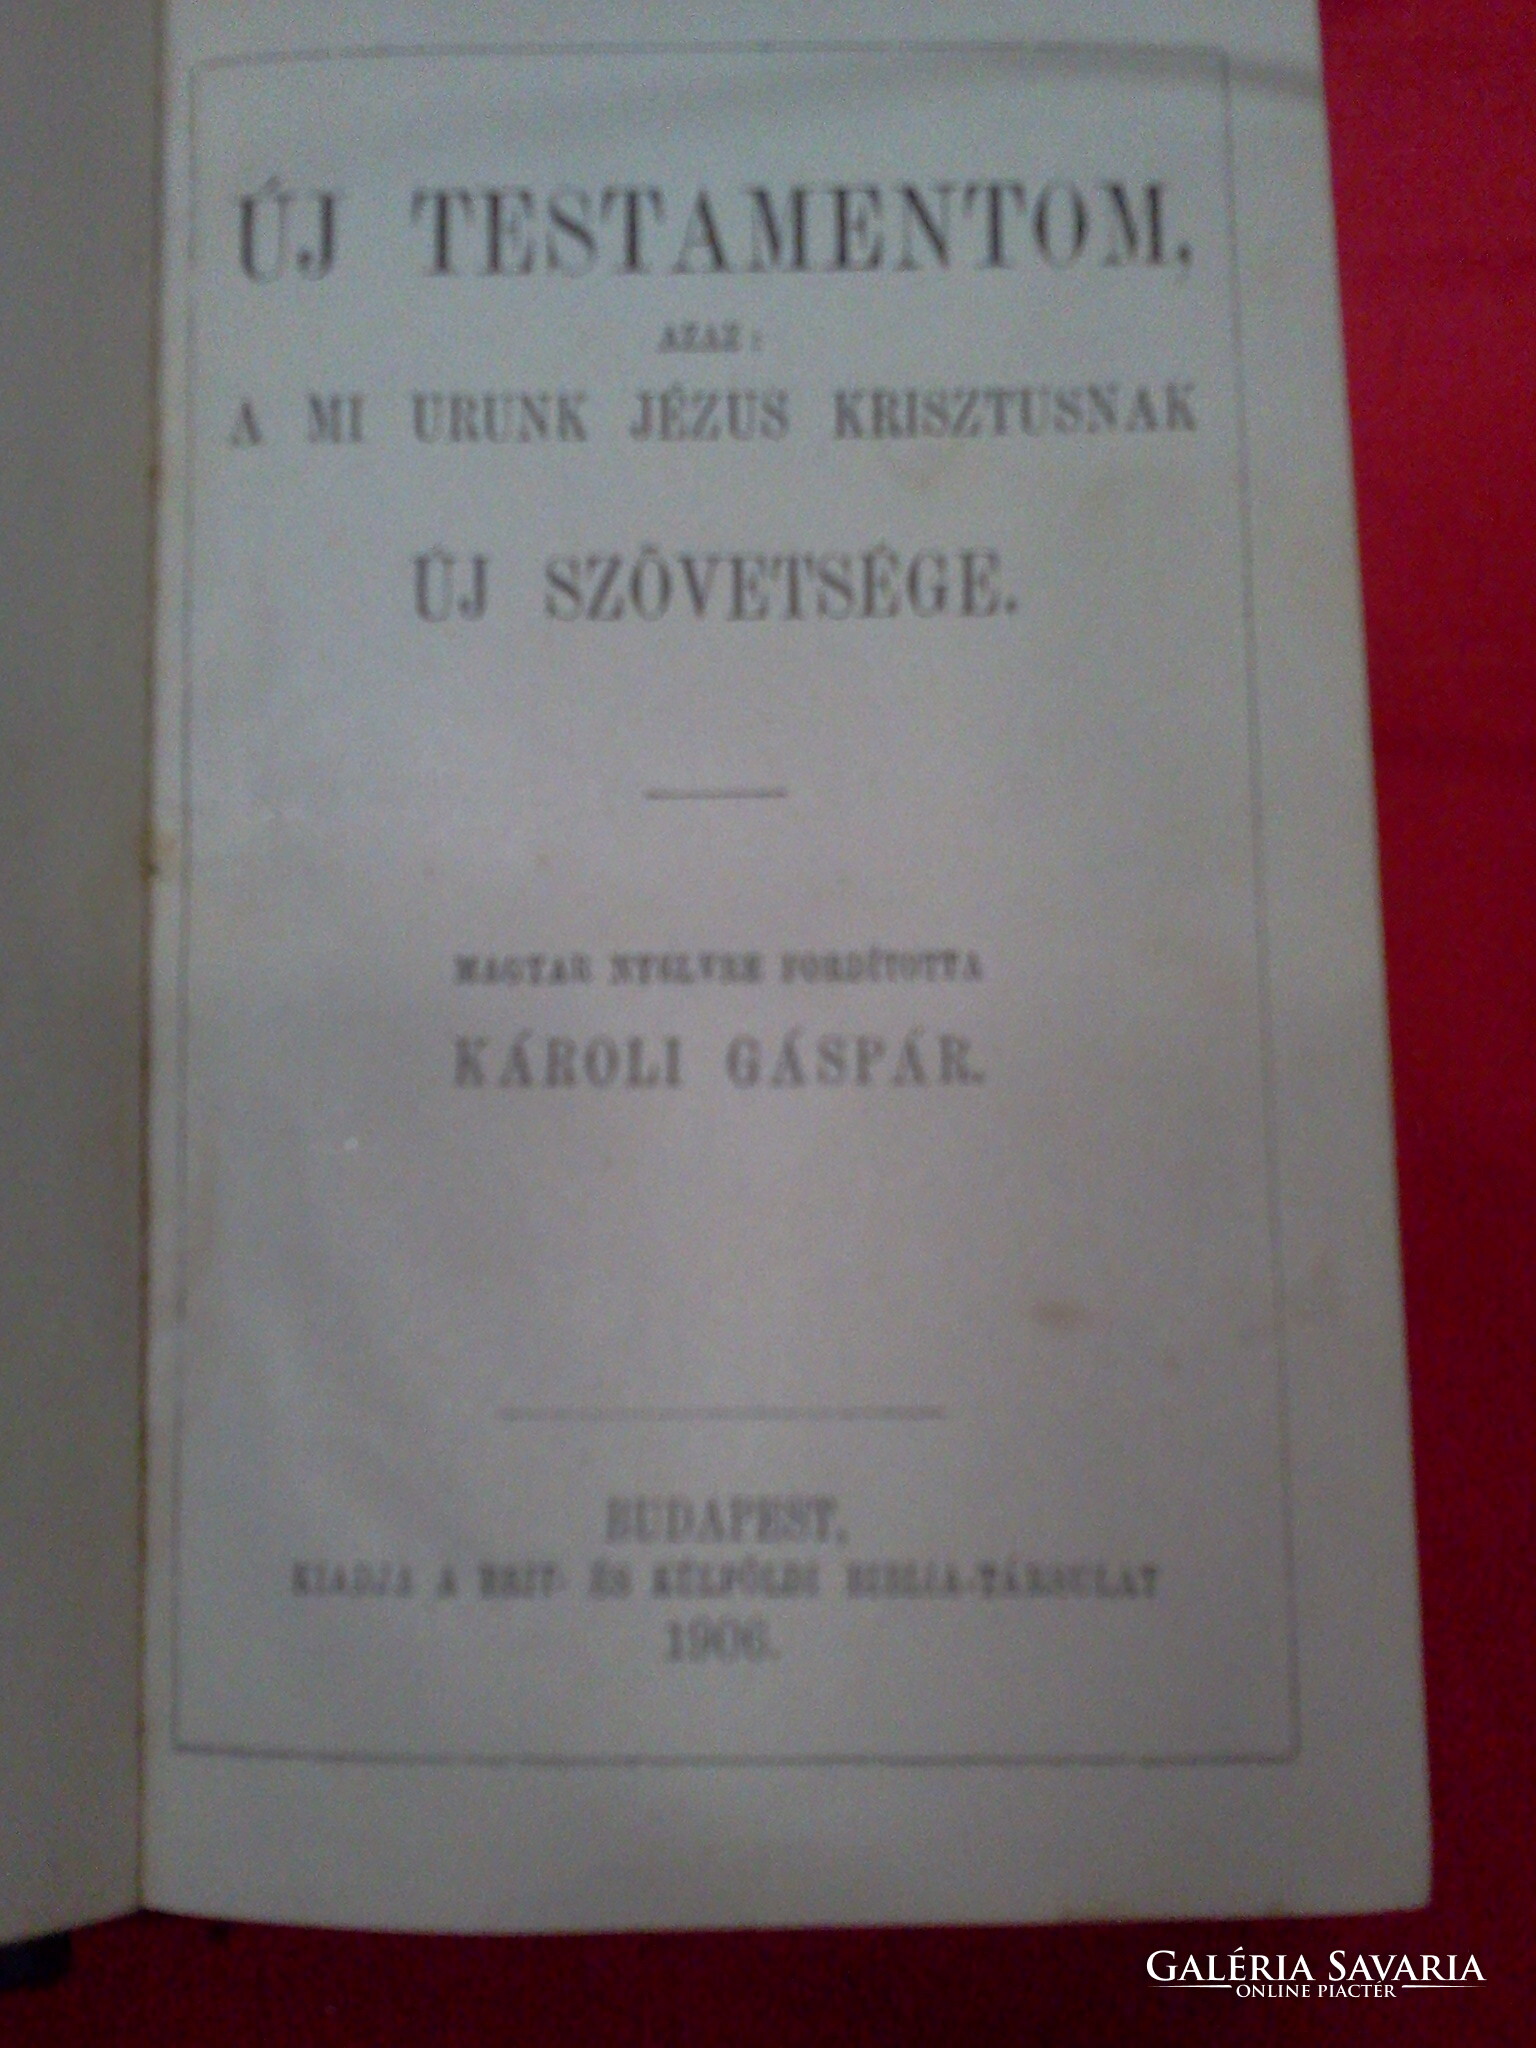 ÚJ TESTAMENTOM,
AZAZ:
A MI URUNK JÉZUS KRISZTUSNAK
ÚJ SZÖVETSÉGE.
MAGYAR NYELVRE FORDÍTOTTA
KÁROLI GÁSPÁR.
BUDAPEST,
KIADJA A BRIT- ÉS KÜLFÖLDI BIBLIA-TÁRSULAT
1906.
GALÉRIA SAVARIA
ONLINE PIACTÉR